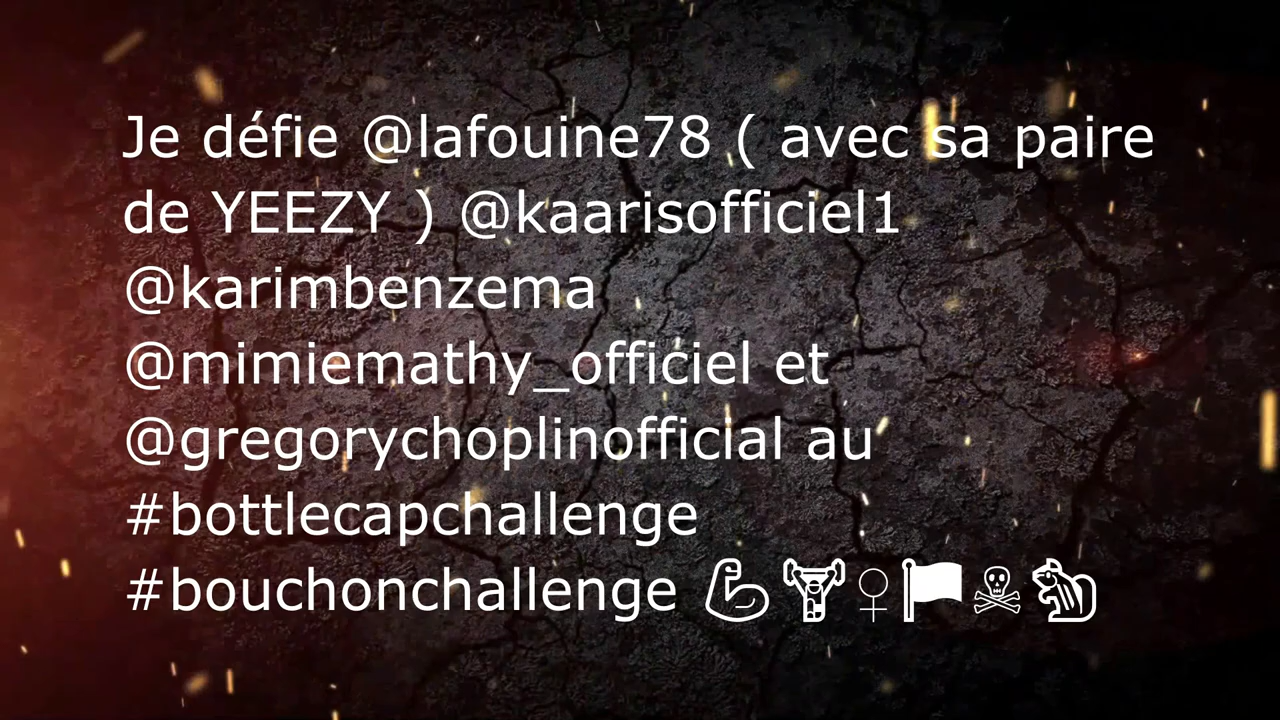 Je défie @lafouine78 ( avec sa paire
de YEEZY ) @kaarisofficiel1
@karimbenzema
@mimiemathy_officiel et
@gregorychoplinofficial au
#bottlecapchallenge
#bouchonchallenge 💪🏋♀🏳☠🐿